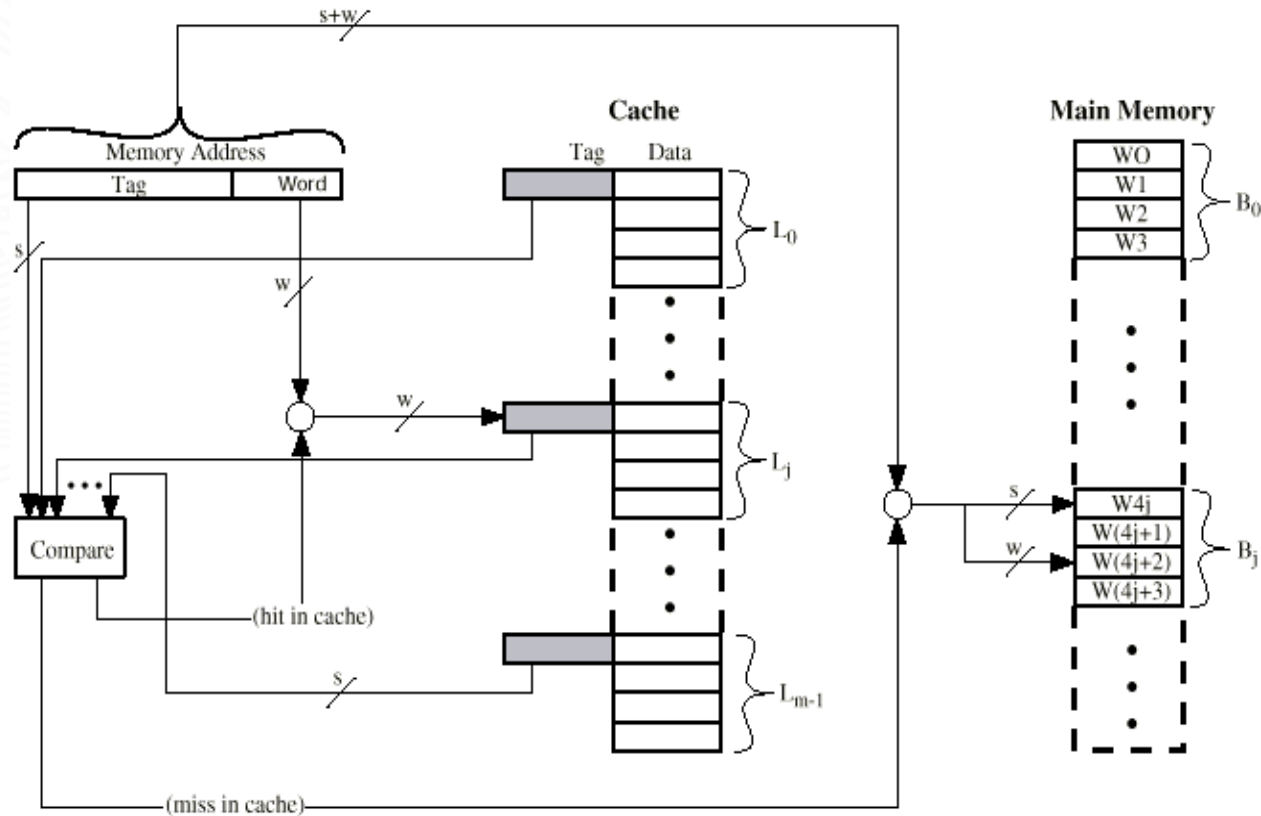 s+w
Cache
Main Memory
Memory Address
Tag Data
Tag Word
WO
W1
W2
W3
B0
L0
s
w
w
Lj
Compare
(hit in cache)
s
w
W4j
W(4j+1)
W(4j+2)
W(4j+3)
Bj
s
Lm-1
(miss in cache)